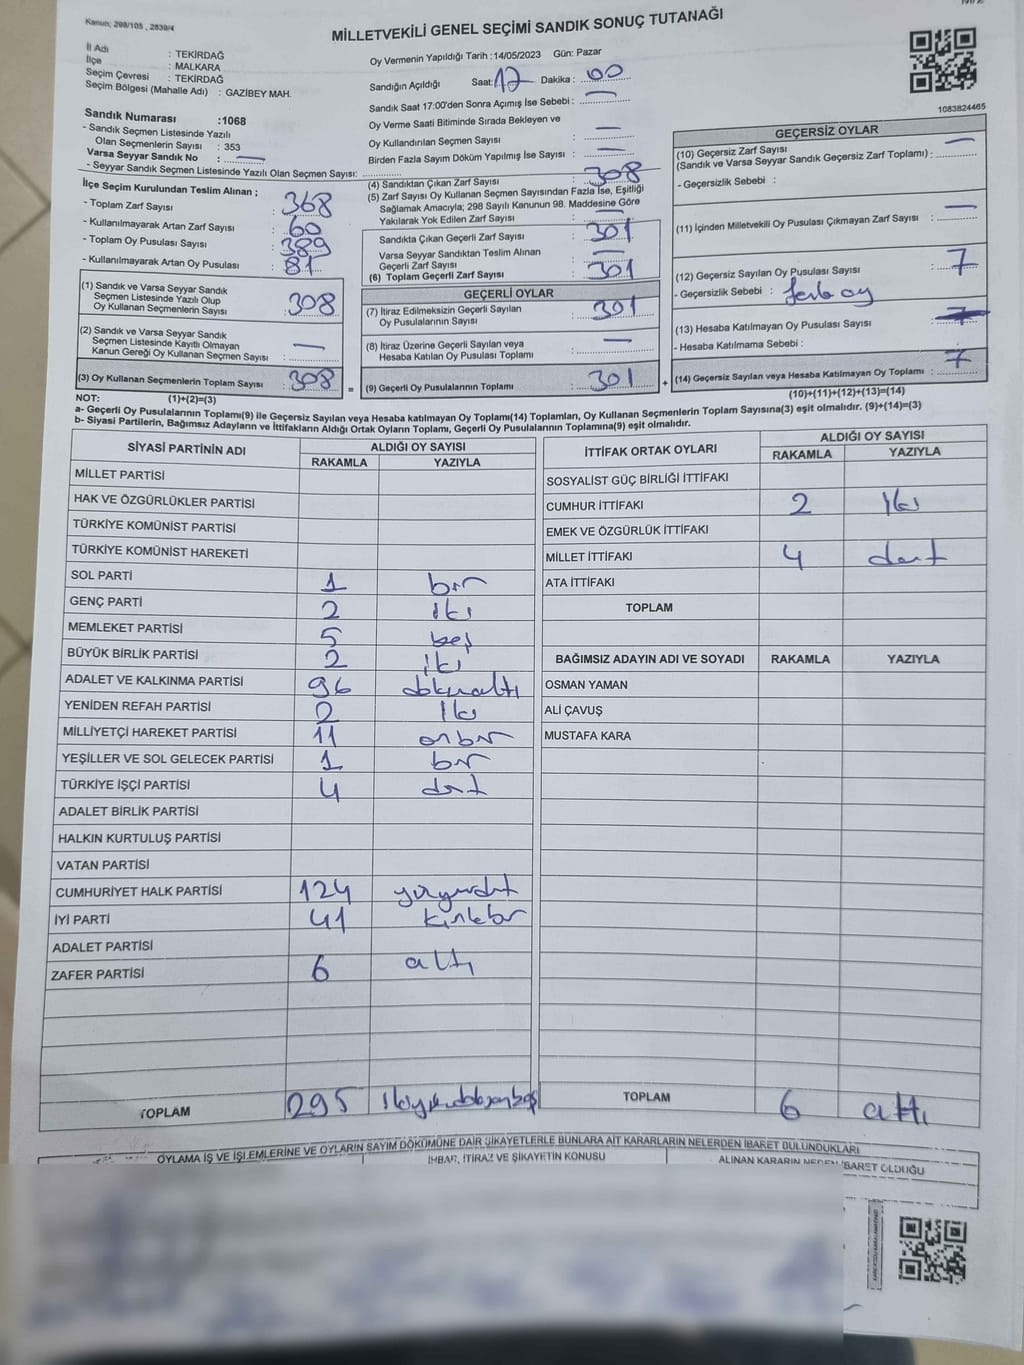 Kanun: 298/105 , 2839/4
MİLLETVEKİLİ GENEL SEÇİMİ SANDIK SONUÇ TUTANAĞI
İl Adı : TEKİRDAĞ
İlçe : MALKARA
Seçim Çevresi : TEKİRDAĞ
Seçim Bölgesi (Mahalle Adı) : GAZİBEY MAH.
Oy Vermenin Yapıldığı Tarih :14/05/2023 Gün: Pazar
Sandığın Açıldığı Saat: 17 Dakika : 00
Sandık Saat 17:00'den Sonra Açımış İse Sebebi : —
Oy Verme Saati Bitiminde Sırada Bekleyen ve
Oy Kullandırılan Seçmen Sayısı : —
Birden Fazla Sayım Döküm Yapılmış İse Sayısı : —
1083824465
Sandık Numarası :1068
- Sandık Seçmen Listesinde Yazılı
Olan Seçmenlerin Sayısı : 353
Varsa Seyyar Sandık No : —
- Seyyar Sandık Seçmen Listesinde Yazılı Olan Seçmen Sayısı:
İlçe Seçim Kurulundan Teslim Alınan ;
- Toplam Zarf Sayısı : 368
- Kullanılmayarak Artan Zarf Sayısı : 60
- Toplam Oy Pusulası Sayısı : 389
- Kullanılmayarak Artan Oy Pusulası : 81
(1) Sandık ve Varsa Seyyar Sandık
Seçmen Listesinde Yazılı Olup
Oy Kullanan Seçmen Sayısı : 308
(2) Sandık ve Varsa Seyyar Sandık
Seçmen Listesinde Kayıtlı Olmayan
Kanun Gereği Oy Kullanan Seçmen Sayısı : —
(3) Oy Kullanan Seçmenlerin Toplam Sayısı : 308
(4) Sandıktan Çıkan Zarf Sayısı : 308
(5) Zarf Sayısı Oy Kullanan Seçmen Sayısından Fazla İse, Eşitliği
Sağlamak Amacıyla; 298 Sayılı Kanunun 98. Maddesine Göre
Yakılarak Yok Edilen Zarf Sayısı : —
Sandıkta Çıkan Geçerli Zarf Sayısı : 301
Varsa Seyyar Sandıktan Teslim Alınan
Geçerli Zarf Sayısı : —
(6) Toplam Geçerli Zarf Sayısı : 301
GEÇERLİ OYLAR
(7) İtiraz Edilmeksizin Geçerli Sayılan
Oy Pusulalarının Sayısı : 301
(8) İtiraz Üzerine Geçerli Sayılan veya
Hesaba Katılan Oy Pusulası Toplamı : —
= (9) Geçerli Oy Pusulalarının Toplamı : 301 +
GEÇERSİZ OYLAR
(10) Geçersiz Zarf Sayısı
(Sandık ve Varsa Seyyar Sandık Geçersiz Zarf Toplamı) : —
- Geçersizlik Sebebi :
(11) İçinden Milletvekili Oy Pusulası Çıkmayan Zarf Sayısı : —
(12) Geçersiz Sayılan Oy Pusulası Sayısı : 7
- Geçersizlik Sebebi :
(13) Hesaba Katılmayan Oy Pusulası Sayısı :
- Hesaba Katılmama Sebebi :
(14) Geçersiz Sayılan veya Hesaba Katılmayan Oy Toplamı : 7
NOT: (1)+(2)=(3)
(10)+(11)+(12)+(13)=(14)
a- Geçerli Oy Pusulalarının Toplamı(9) ile Geçersiz Sayılan veya Hesaba katılmayan Oy Toplamı(14) Toplamları, Oy Kullanan Seçmenlerin Toplam Sayısına(3) eşit olmalıdır. (9)+(14)=(3)
b- Siyasi Partilerin, Bağımsız Adayların ve İttifakların Aldığı Ortak Oyların Toplamı, Geçerli Oy Pusulalarının Toplamına(9) eşit olmalıdır.
SİYASİ PARTİNİN ADI ALDIĞI OY SAYISI
RAKAMLA YAZIYLA
MİLLET PARTİSİ
HAK VE ÖZGÜRLÜKLER PARTİSİ
TÜRKİYE KOMÜNİST PARTİSİ
TÜRKİYE KOMÜNİST HAREKETİ
SOL PARTİ 1 bir
GENÇ PARTİ 2 iki
MEMLEKET PARTİSİ 5 beş
BÜYÜK BİRLİK PARTİSİ 2 iki
ADALET VE KALKINMA PARTİSİ 96
YENİDEN REFAH PARTİSİ 2 iki
MİLLİYETÇİ HAREKET PARTİSİ 11 onbir
YEŞİLLER VE SOL GELECEK PARTİSİ 1 bir
TÜRKİYE İŞÇİ PARTİSİ 4 dört
ADALET BİRLİK PARTİSİ
HALKIN KURTULUŞ PARTİSİ
VATAN PARTİSİ
CUMHURİYET HALK PARTİSİ 124
İYİ PARTİ 41 kırkbir
ADALET PARTİSİ
ZAFER PARTİSİ 6 altı
TOPLAM 295
İTTİFAK ORTAK OYLARI ALDIĞI OY SAYISI
RAKAMLA YAZIYLA
SOSYALİST GÜÇ BİRLİĞİ İTTİFAKI
CUMHUR İTTİFAKI 2 iki
EMEK VE ÖZGÜRLÜK İTTİFAKI
MİLLET İTTİFAKI 4 dört
ATA İTTİFAKI
TOPLAM
BAĞIMSIZ ADAYIN ADI VE SOYADI RAKAMLA YAZIYLA
OSMAN YAMAN
ALİ ÇAVUŞ
MUSTAFA KARA
TOPLAM 6 altı
OYLAMA İŞ VE İŞLEMLERİNE VE OYLARIN SAYIM DÖKÜMÜNE DAİR ŞİKAYETLERLE BUNLARA AİT KARARLARIN NELERDEN İBARET BULUNDUKLARI
İHBAR, İTİRAZ VE ŞİKAYETİN KONUSU
ALINAN KARARIN NEDEN İBARET OLDUĞU